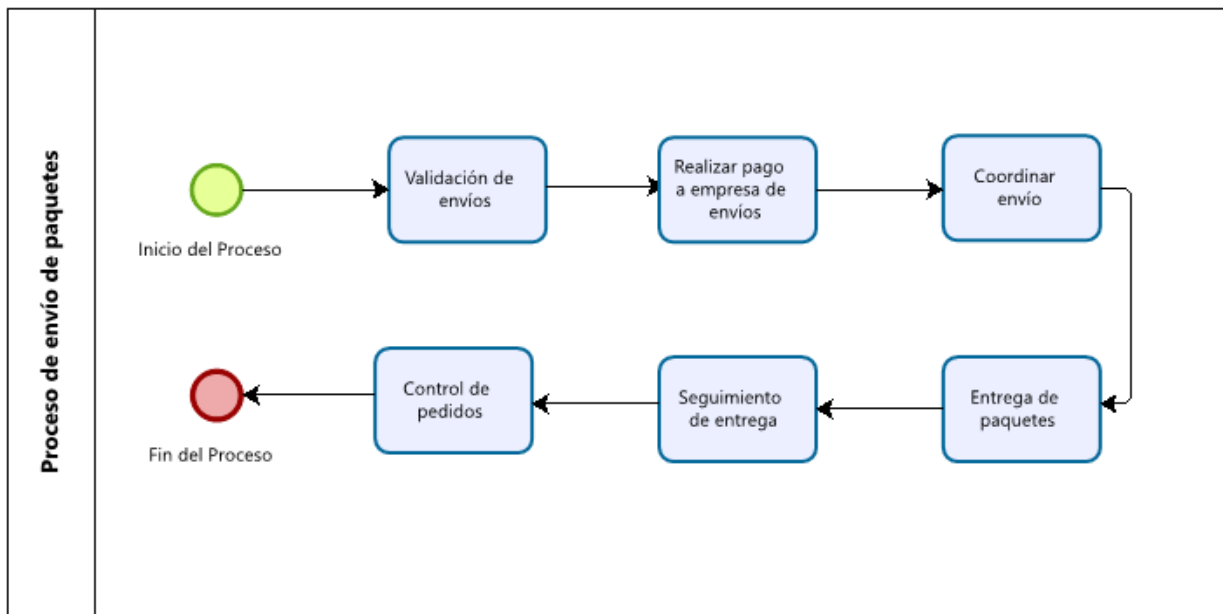 Proceso de envío de paquetes
Inicio del Proceso
Validación de
envíos
Realizar pago
a empresa de
envíos
Coordinar
envío
Entrega de
paquetes
Seguimiento
de entrega
Control de
pedidos
Fin del Proceso